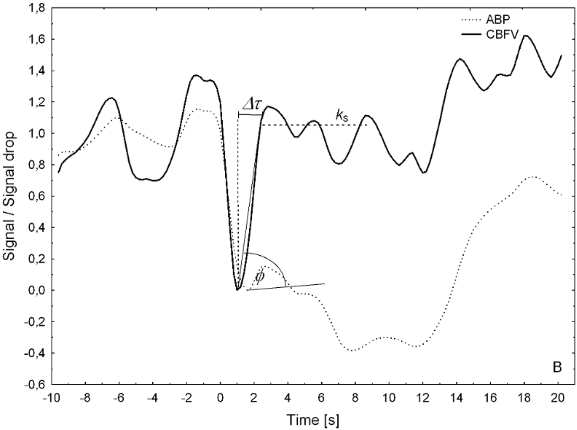 1,8
1,6
1,4
1,2
1,0
0,8
0,6
0,4
0,2
0,0
-0,2
-0,4
-0,6
Signal / Signal drop
ABP
CBFV
Δτ
ks
ϕ
B
-10 -8 -6 -4 -2 0 2 4 6 8 10 12 14 16 18 20
Time [s]